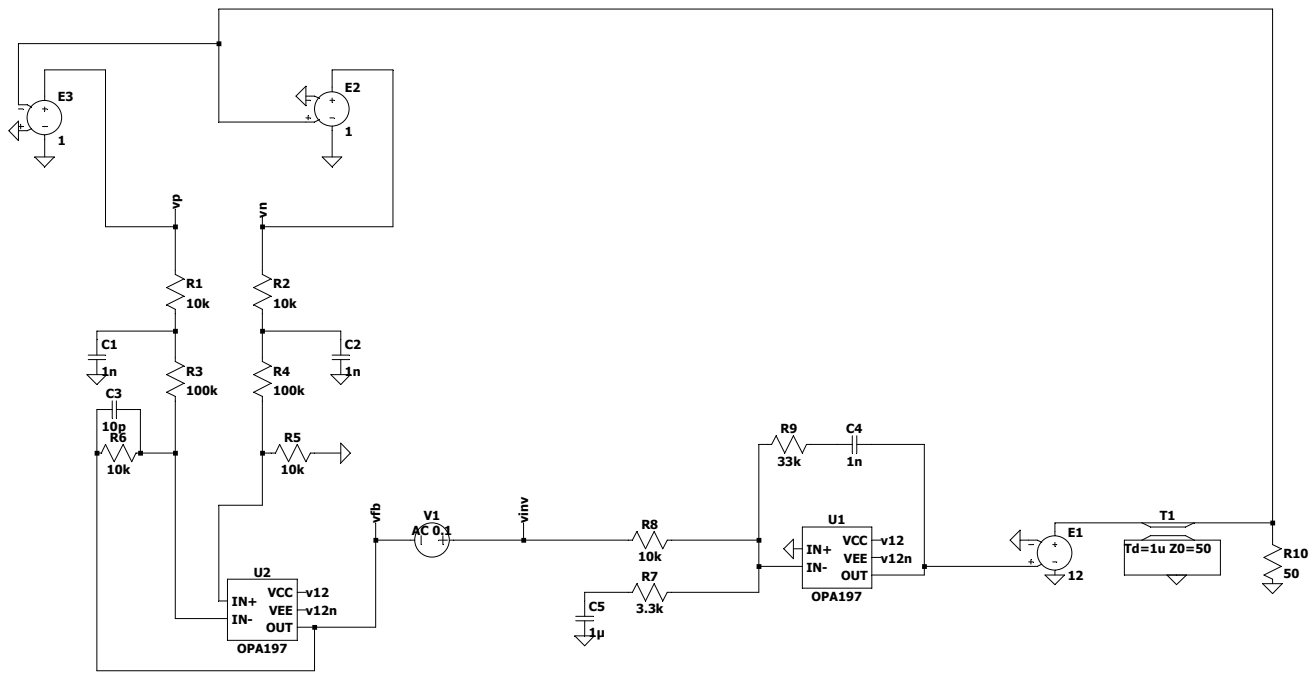 E3
1
E2
1
vp
vn
R1
10k
R2
10k
C1
1n
R3
100k
R4
100k
C2
1n
C3
10p
R6
10k
R5
10k
U2
IN+
IN-
VCC
VEE
OUT
v12
v12n
OPA197
vfb
V1
AC 0.1
vinv
R8
10k
R7
3.3k
C5
1µ
R9
33k
C4
1n
U1
IN+
IN-
VCC
VEE
OUT
v12
v12n
OPA197
E1
12
T1
Td=1u Z0=50
R10
50